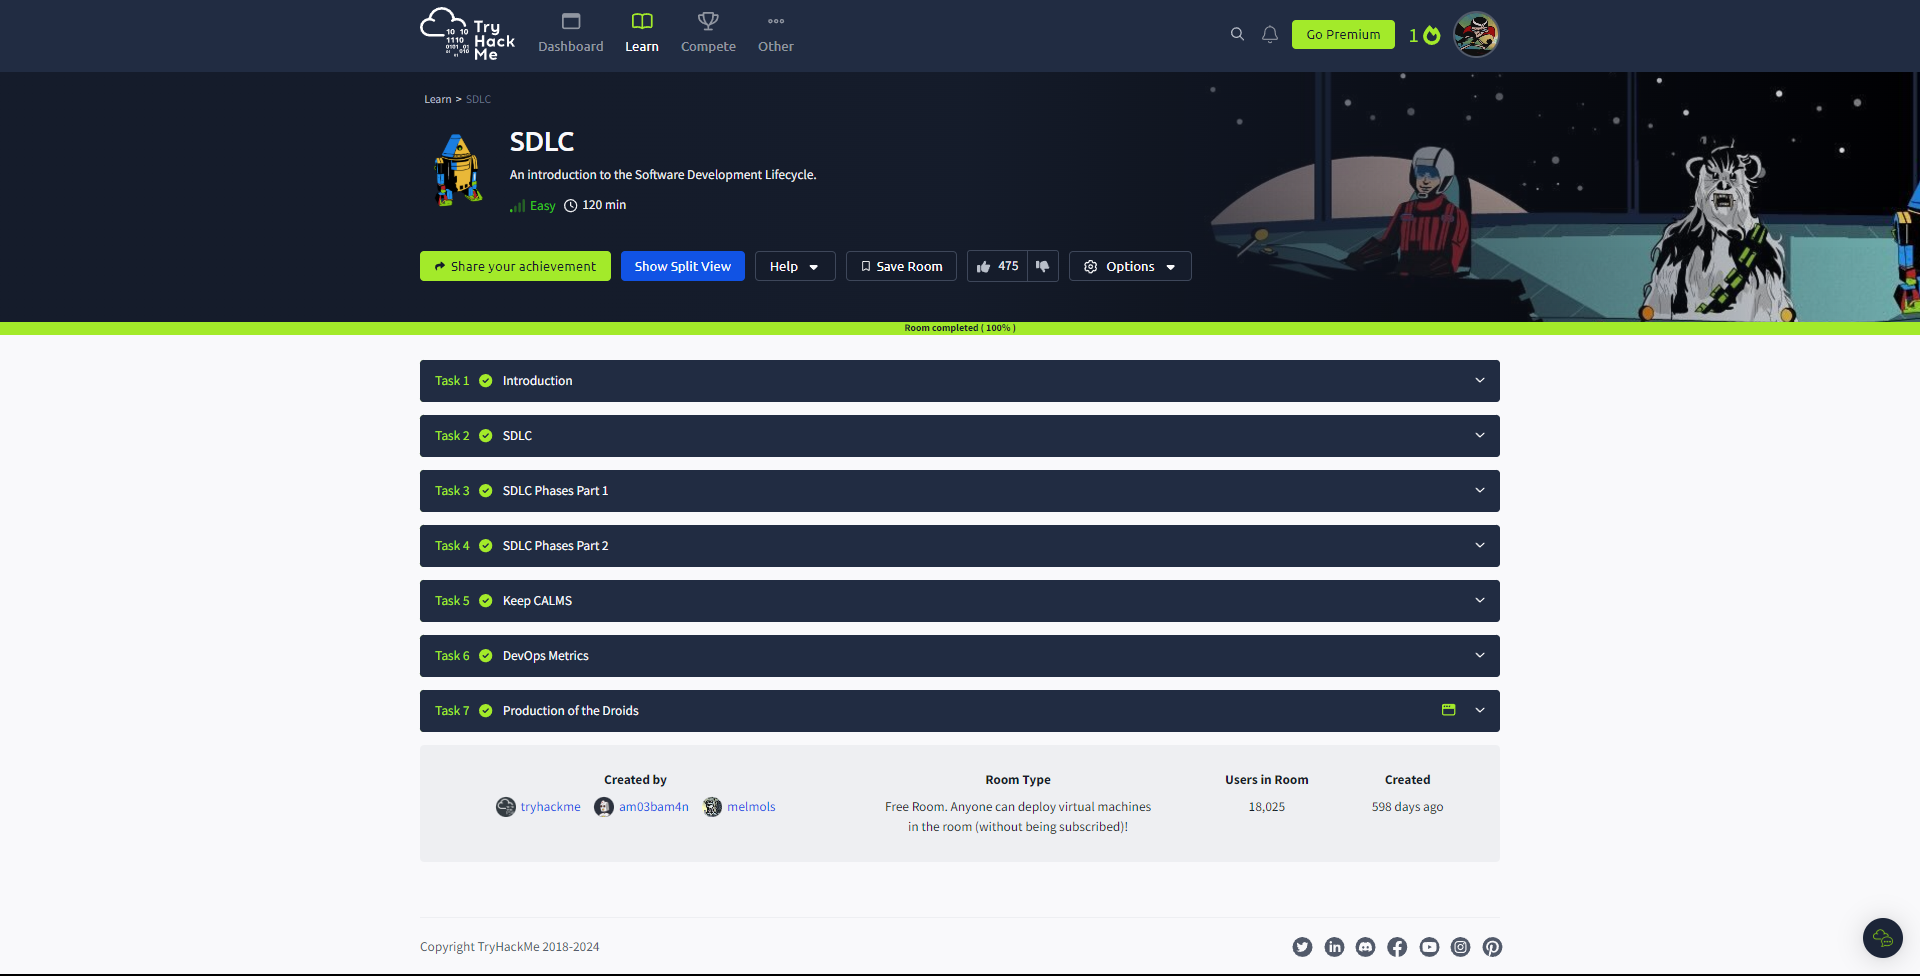 Try
Hack
Me
Dashboard
Learn
Compete
Other
Go Premium
1
Learn > SDLC
SDLC
An introduction to the Software Development Lifecycle.
Easy 120 min
Share your achievement
Show Split View
Help
Save Room
475
Options
Room completed ( 100% )
Task 1 Introduction
Task 2 SDLC
Task 3 SDLC Phases Part 1
Task 4 SDLC Phases Part 2
Task 5 Keep CALMS
Task 6 DevOps Metrics
Task 7 Production of the Droids
Created by
tryhackme am03bam4n melmols
Room Type
Free Room. Anyone can deploy virtual machines
in the room (without being subscribed)!
Users in Room
18,025
Created
598 days ago
Copyright TryHackMe 2018-2024